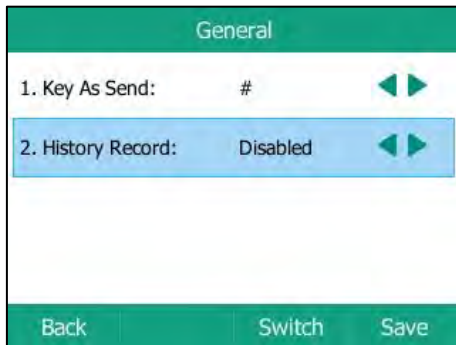 General
1. Key As Send: #
2. History Record: Disabled
Back Switch Save